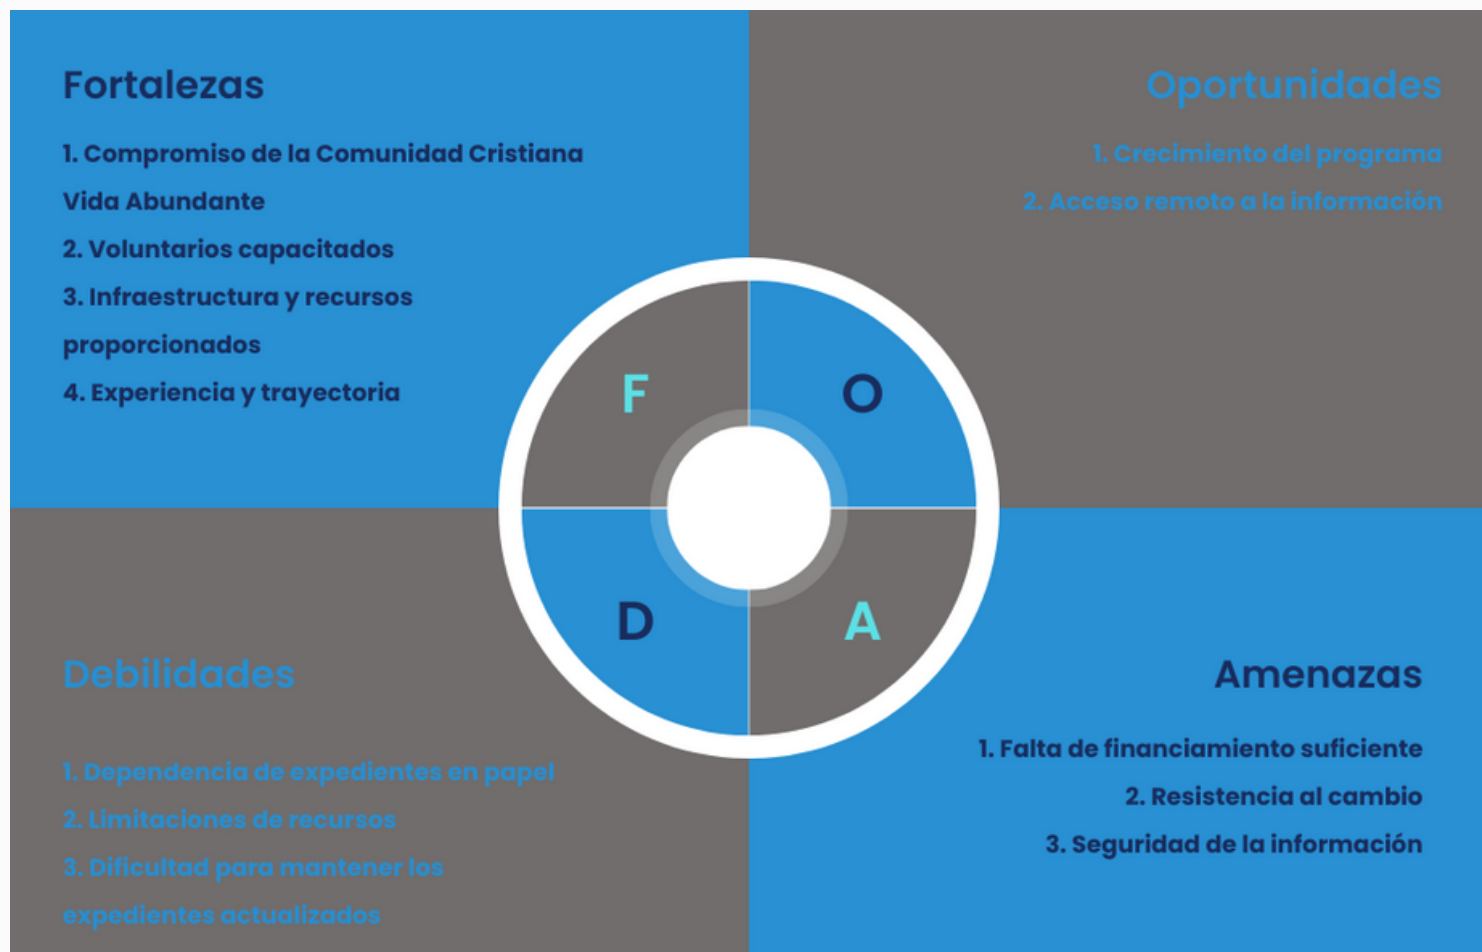 Fortalezas
1. Compromiso de la Comunidad Cristiana
Vida Abundante
2. Voluntarios capacitados
3. Infraestructura y recursos
proporcionados
4. Experiencia y trayectoria
Oportunidades
1. Crecimiento del programa
2. Acceso remoto a la información
F
O
D
A
Debilidades
1. Dependencia de expedientes en papel
2. Limitaciones de recursos
3. Dificultad para mantener los
expedientes actualizados
Amenazas
1. Falta de financiamiento suficiente
2. Resistencia al cambio
3. Seguridad de la información